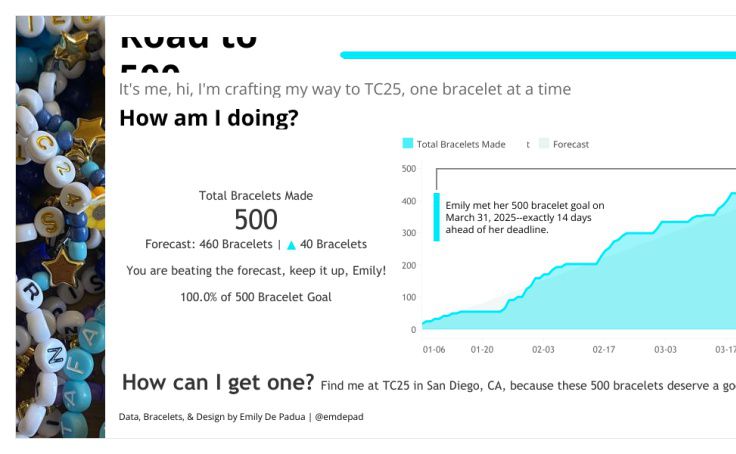 Road to
500
It's me, hi, I'm crafting my way to TC25, one bracelet at a time
How am I doing?
Total Bracelets Made
t
Forecast
500
400
300
200
100
0
Emily met her 500 bracelet goal on
March 31, 2025--exactly 14 days
ahead of her deadline.
01-06
01-20
02-03
02-17
03-03
03-17
Total Bracelets Made
500
Forecast: 460 Bracelets | ▲ 40 Bracelets
You are beating the forecast, keep it up, Emily!
100.0% of 500 Bracelet Goal
How can I get one? Find me at TC25 in San Diego, CA, because these 500 bracelets deserve a go
Data, Bracelets, & Design by Emily De Padua | @emdepad